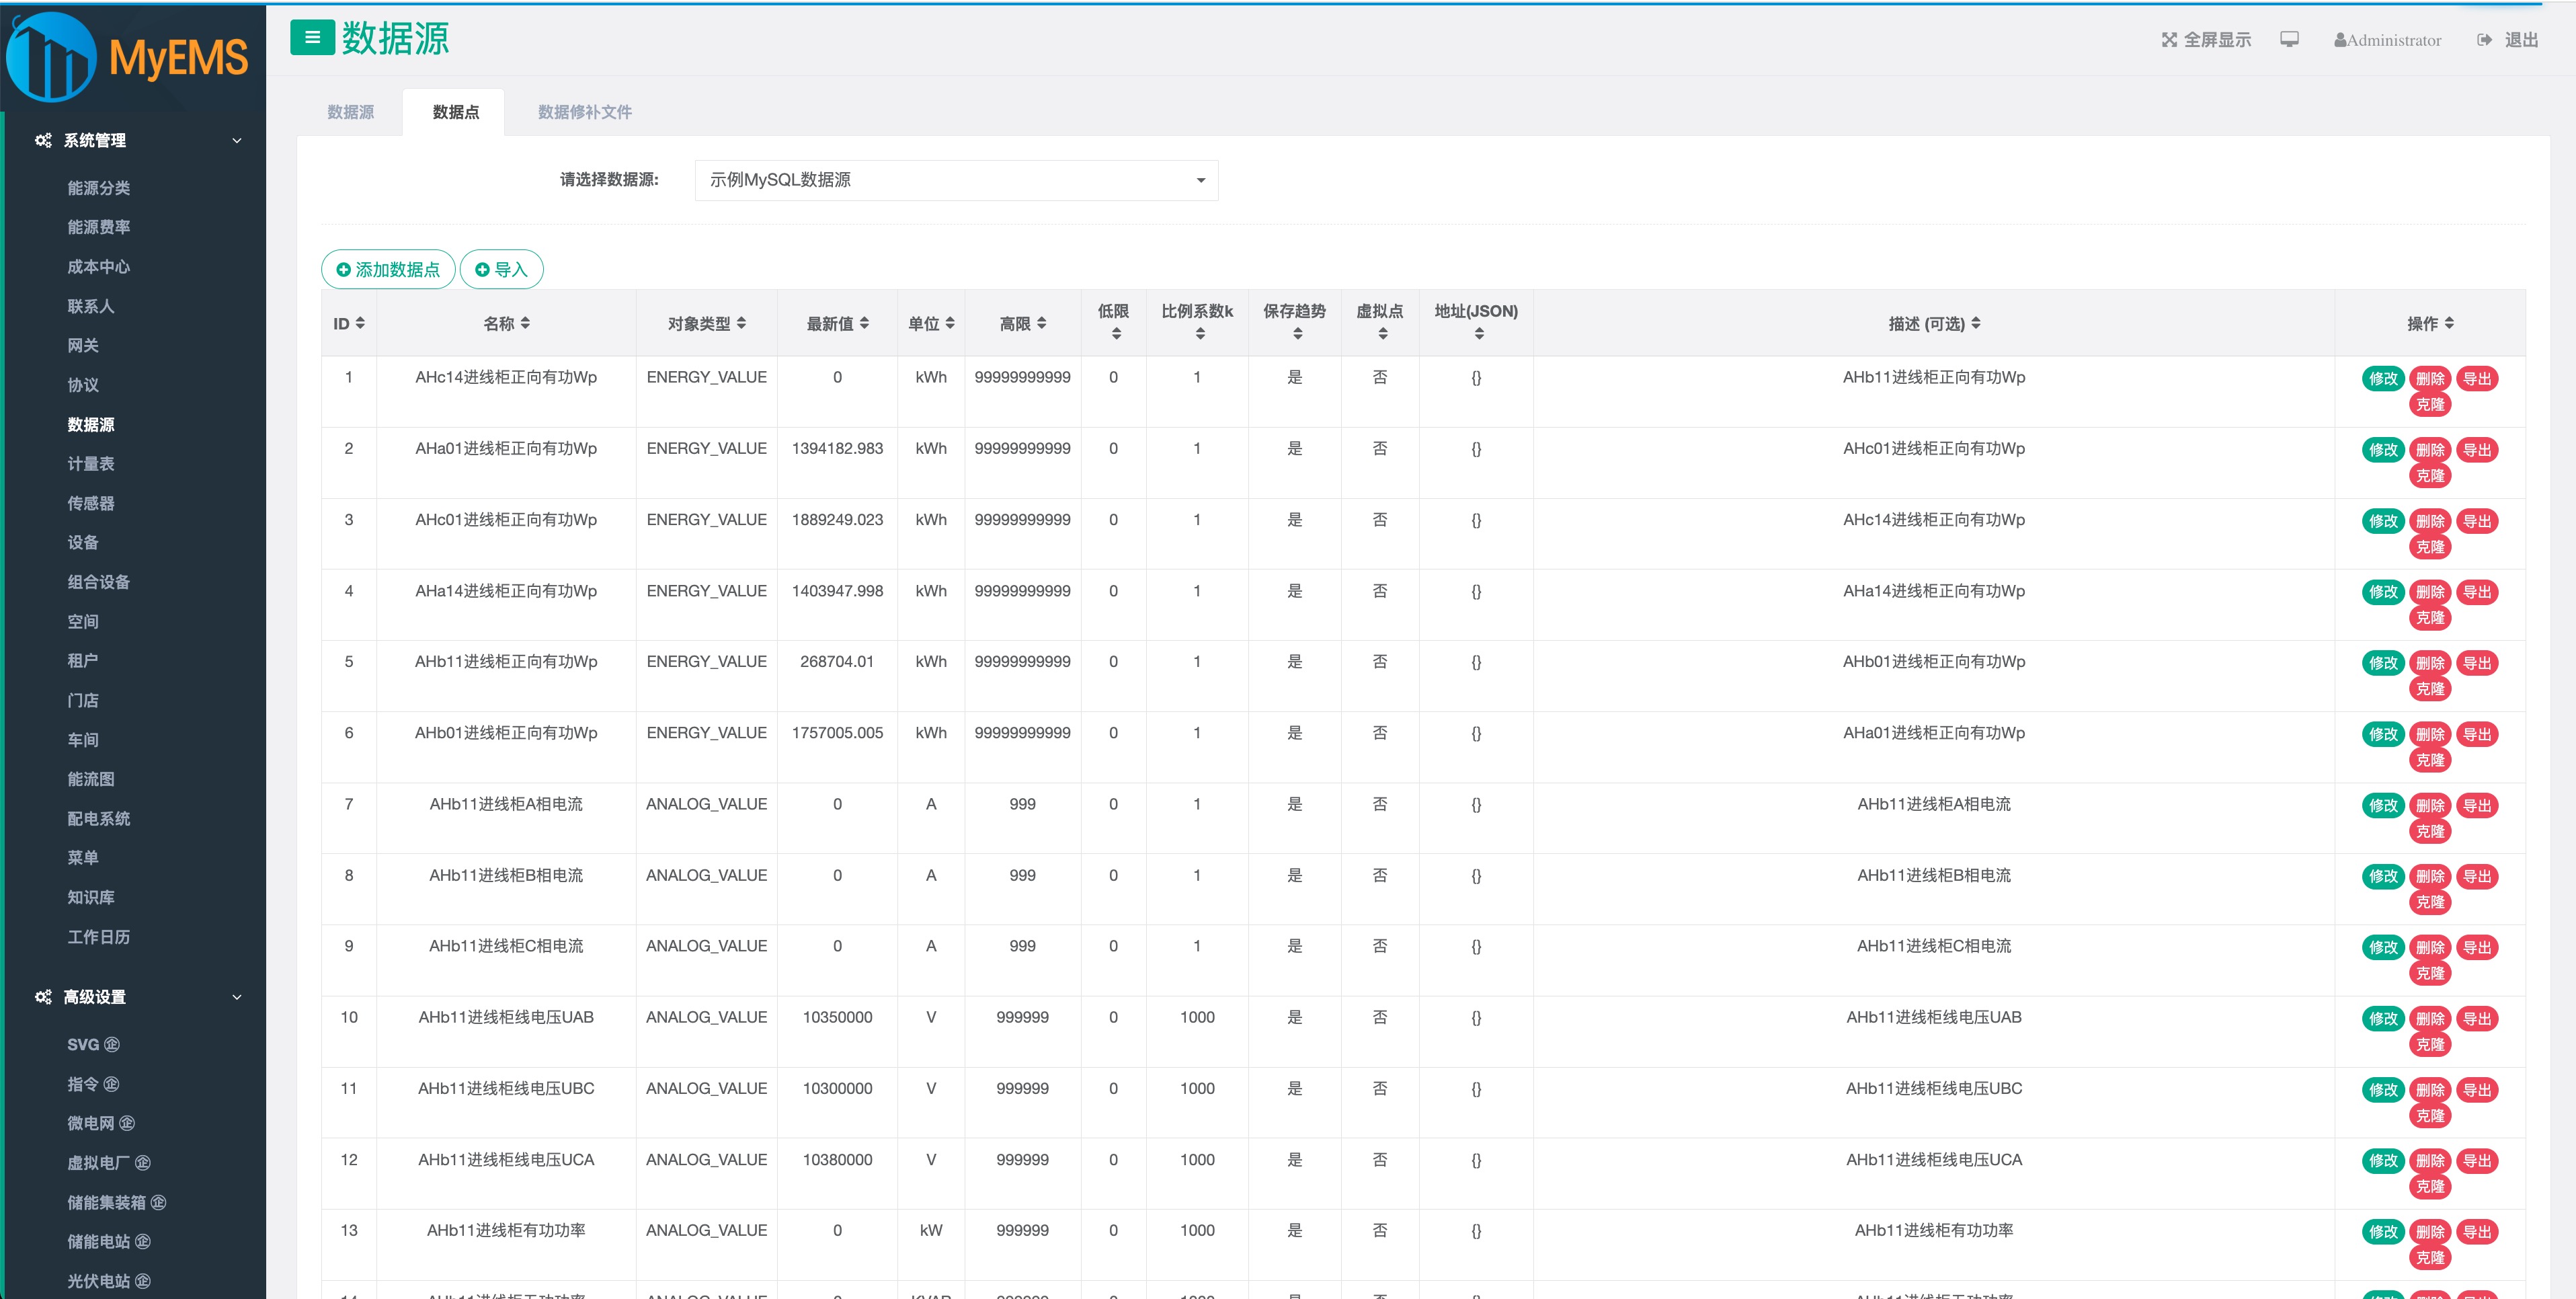 MyEMS
数据源
全屏显示
Administrator
退出
系统管理
能源分类
能源费率
成本中心
联系人
网关
协议
数据源
计量表
传感器
设备
组合设备
空间
租户
门店
车间
能流图
配电系统
菜单
知识库
工作日历
高级设置
SVG 企
指令 企
微电网 企
虚拟电厂 企
储能集装箱 企
储能电站 企
光伏电站 企
数据源 数据点 数据修补文件
请选择数据源: 示例MySQL数据源
添加数据点 导入
ID 名称 对象类型 最新值 单位 高限 低限 比例系数k 保存趋势 虚拟点 地址(JSON) 描述 (可选) 操作
1 AHc14进线柜正向有功Wp ENERGY_VALUE 0 kWh 99999999999 0 1 是 否 {} AHb11进线柜正向有功Wp 修改 删除 导出
克隆
2 AHa01进线柜正向有功Wp ENERGY_VALUE 1394182.983 kWh 99999999999 0 1 是 否 {} AHc01进线柜正向有功Wp 修改 删除 导出
克隆
3 AHc01进线柜正向有功Wp ENERGY_VALUE 1889249.023 kWh 99999999999 0 1 是 否 {} AHc14进线柜正向有功Wp 修改 删除 导出
克隆
4 AHa14进线柜正向有功Wp ENERGY_VALUE 1403947.998 kWh 99999999999 0 1 是 否 {} AHa14进线柜正向有功Wp 修改 删除 导出
克隆
5 AHb11进线柜正向有功Wp ENERGY_VALUE 268704.01 kWh 99999999999 0 1 是 否 {} AHb01进线柜正向有功Wp 修改 删除 导出
克隆
6 AHb01进线柜正向有功Wp ENERGY_VALUE 1757005.005 kWh 99999999999 0 1 是 否 {} AHa01进线柜正向有功Wp 修改 删除 导出
克隆
7 AHb11进线柜A相电流 ANALOG_VALUE 0 A 999 0 1 是 否 {} AHb11进线柜A相电流 修改 删除 导出
克隆
8 AHb11进线柜B相电流 ANALOG_VALUE 0 A 999 0 1 是 否 {} AHb11进线柜B相电流 修改 删除 导出
克隆
9 AHb11进线柜C相电流 ANALOG_VALUE 0 A 999 0 1 是 否 {} AHb11进线柜C相电流 修改 删除 导出
克隆
10 AHb11进线柜线电压UAB ANALOG_VALUE 10350000 V 999999 0 1000 是 否 {} AHb11进线柜线电压UAB 修改 删除 导出
克隆
11 AHb11进线柜线电压UBC ANALOG_VALUE 10300000 V 999999 0 1000 是 否 {} AHb11进线柜线电压UBC 修改 删除 导出
克隆
12 AHb11进线柜线电压UCA ANALOG_VALUE 10380000 V 999999 0 1000 是 否 {} AHb11进线柜线电压UCA 修改 删除 导出
克隆
13 AHb11进线柜有功功率 ANALOG_VALUE 0 kW 999999 0 1000 是 否 {} AHb11进线柜有功功率 修改 删除 导出
克隆